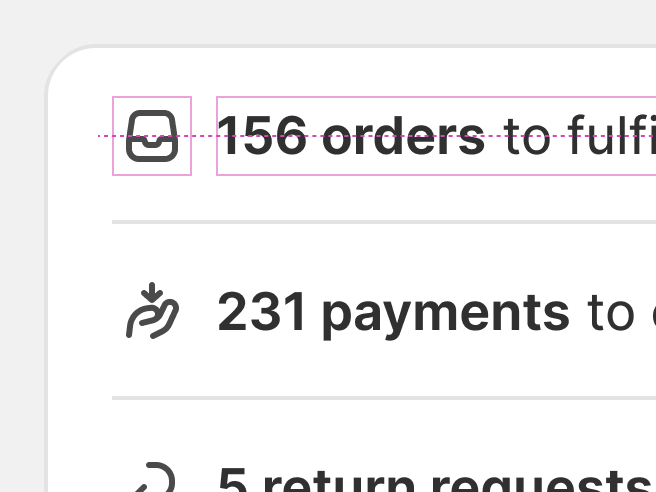 156 orders to fulfi
231 payments to
5 return requests